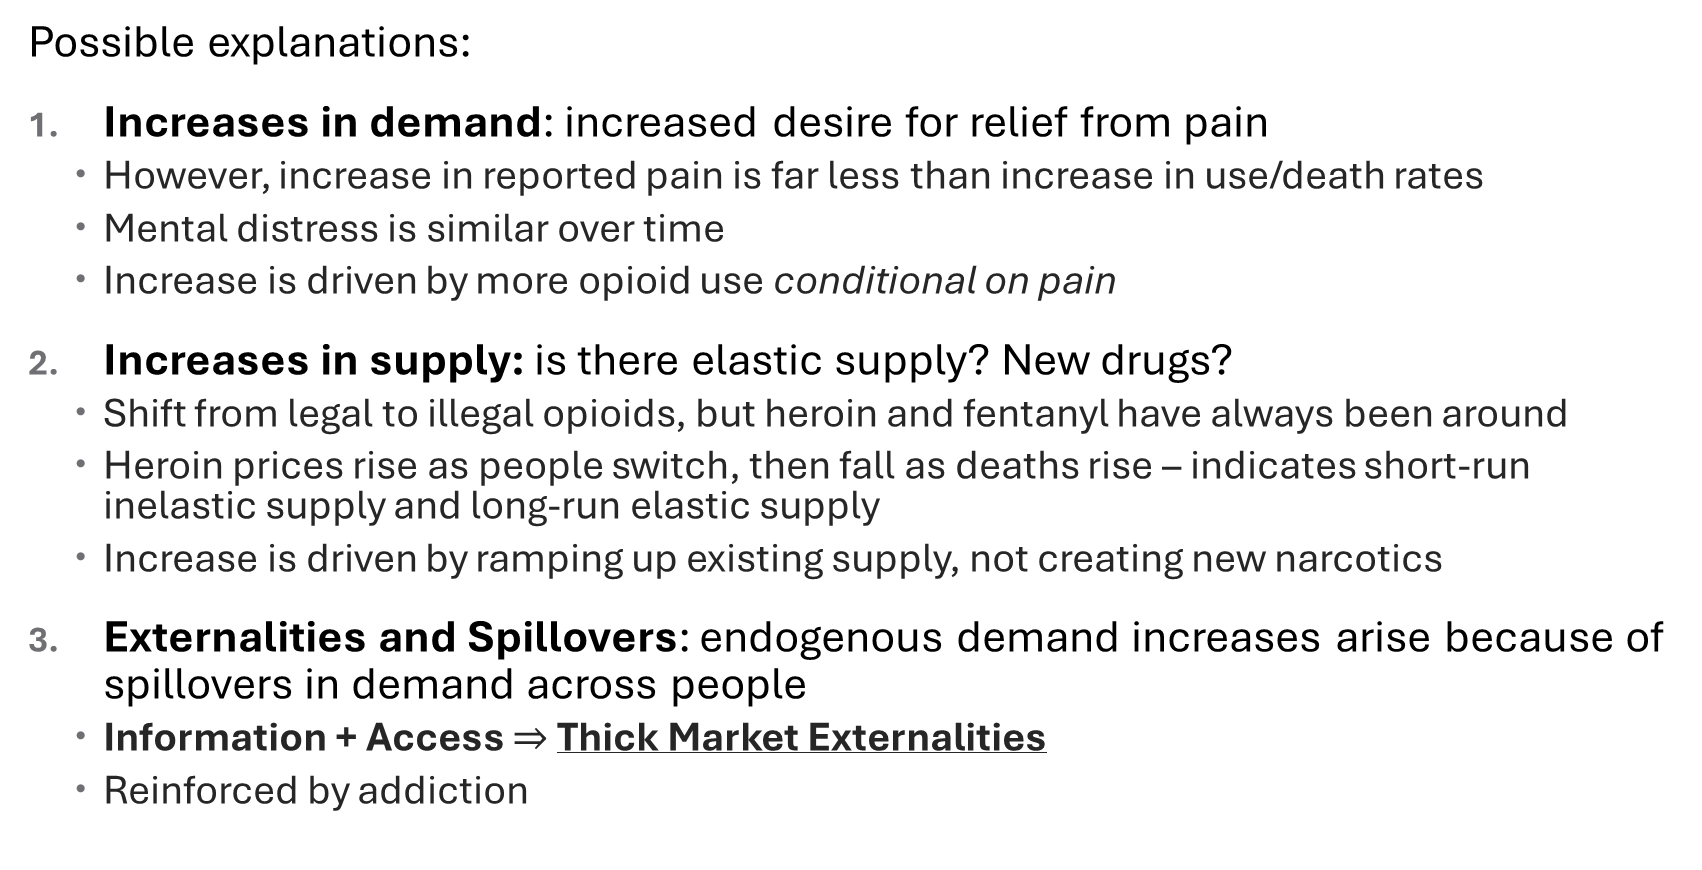 Possible explanations:
1. Increases in demand: increased desire for relief from pain
• However, increase in reported pain is far less than increase in use/death rates
• Mental distress is similar over time
• Increase is driven by more opioid use conditional on pain
2. Increases in supply: is there elastic supply? New drugs?
• Shift from legal to illegal opioids, but heroin and fentanyl have always been around
• Heroin prices rise as people switch, then fall as deaths rise – indicates short-run
inelastic supply and long-run elastic supply
• Increase is driven by ramping up existing supply, not creating new narcotics
3. Externalities and Spillovers: endogenous demand increases arise because of
spillovers in demand across people
• Information + Access ⇒ Thick Market Externalities
• Reinforced by addiction